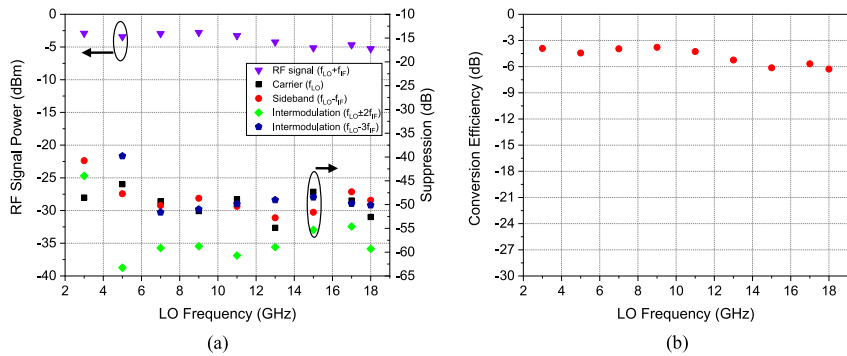 RF Signal Power (dBm)
0
-5
-10
-15
-20
-25
-30
-35
-40
2 4 6 8 10 12 14 16 18
LO Frequency (GHz)
-10
-15
-20
-25
-30
-35
-40
-45
-50
-55
-60
-65
Suppression (dB)
RF signal (fLO+fIF)
Carrier (fLO)
Sideband (fLO-fIF)
Intermodulation (fLO±2fIF)
Intermodulation (fLO-3fIF)
(a)
Conversion Efficiency (dB)
0
-3
-6
-9
-12
-15
-18
-21
-24
-27
-30
2 4 6 8 10 12 14 16 18
LO Frequency (GHz)
(b)